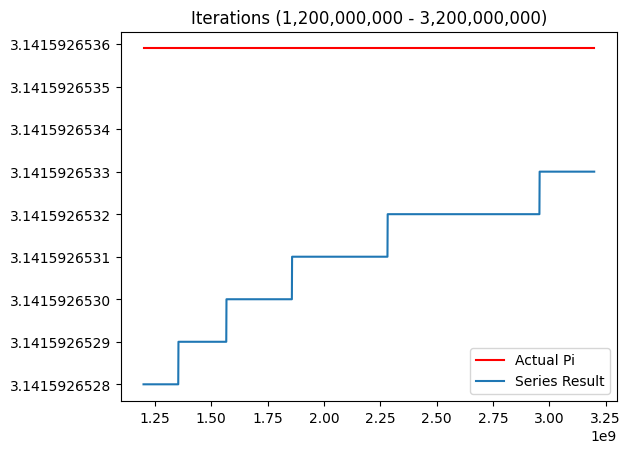 Iterations (1,200,000,000 - 3,200,000,000)
3.1415926536
3.1415926535
3.1415926534
3.1415926533
3.1415926532
3.1415926531
3.1415926530
3.1415926529
3.1415926528
Actual Pi
Series Result
1.25 1.50 1.75 2.00 2.25 2.50 2.75 3.00 3.25
1e9